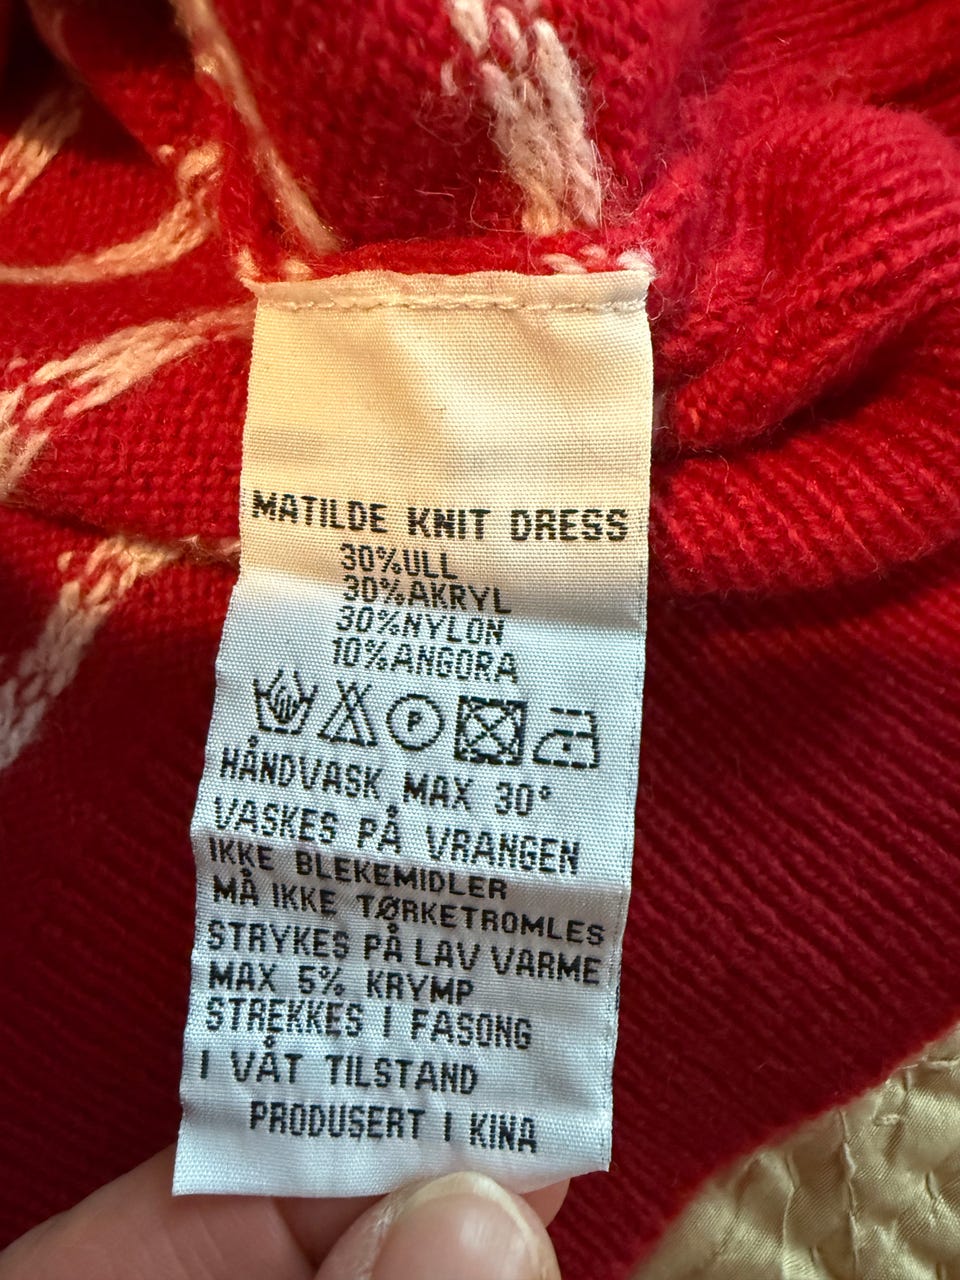 MATILDE KNIT DRESS
30%ULL
30%AKRYL
30%NYLON
10%ANGORA
P
HÅNDVASK MAX 30°
VASKES PÅ VRANGEN
IKKE BLEKEMIDLER
MÅ IKKE TØRKETROMLES
STRYKES PÅ LAV VARME
MAX 5% KRYMP
STREKKES I FASONG
I VÅT TILSTAND
PRODUSERT I KINA